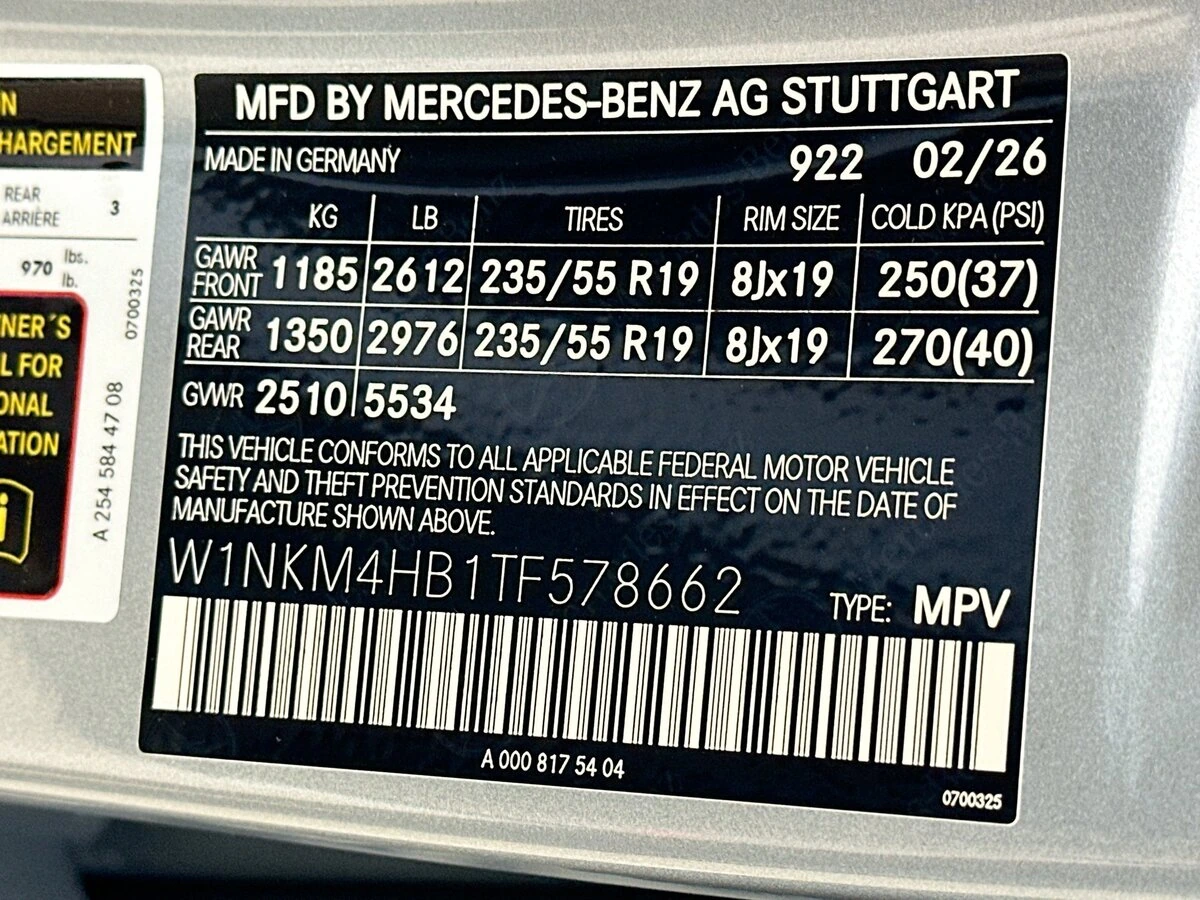 N
HARGEMENT
REAR
ARRIÈRE 3
970 lbs.
lb.
0700325
NER´S
L FOR
ONAL
ATION
i
A 254 584 47 08
MFD BY MERCEDES-BENZ AG STUTTGART
MADE IN GERMANY 922 02/26
KG LB TIRES RIM SIZE COLD KPA (PSI)
GAWR FRONT 1185 2612 235/55 R19 8Jx19 250(37)
GAWR REAR 1350 2976 235/55 R19 8Jx19 270(40)
GVWR 2510 5534
THIS VEHICLE CONFORMS TO ALL APPLICABLE FEDERAL MOTOR VEHICLE
SAFETY AND THEFT PREVENTION STANDARDS IN EFFECT ON THE DATE OF
MANUFACTURE SHOWN ABOVE.
W1NKM4HB1TF578662 TYPE: MPV
A 000 817 54 04
0700325